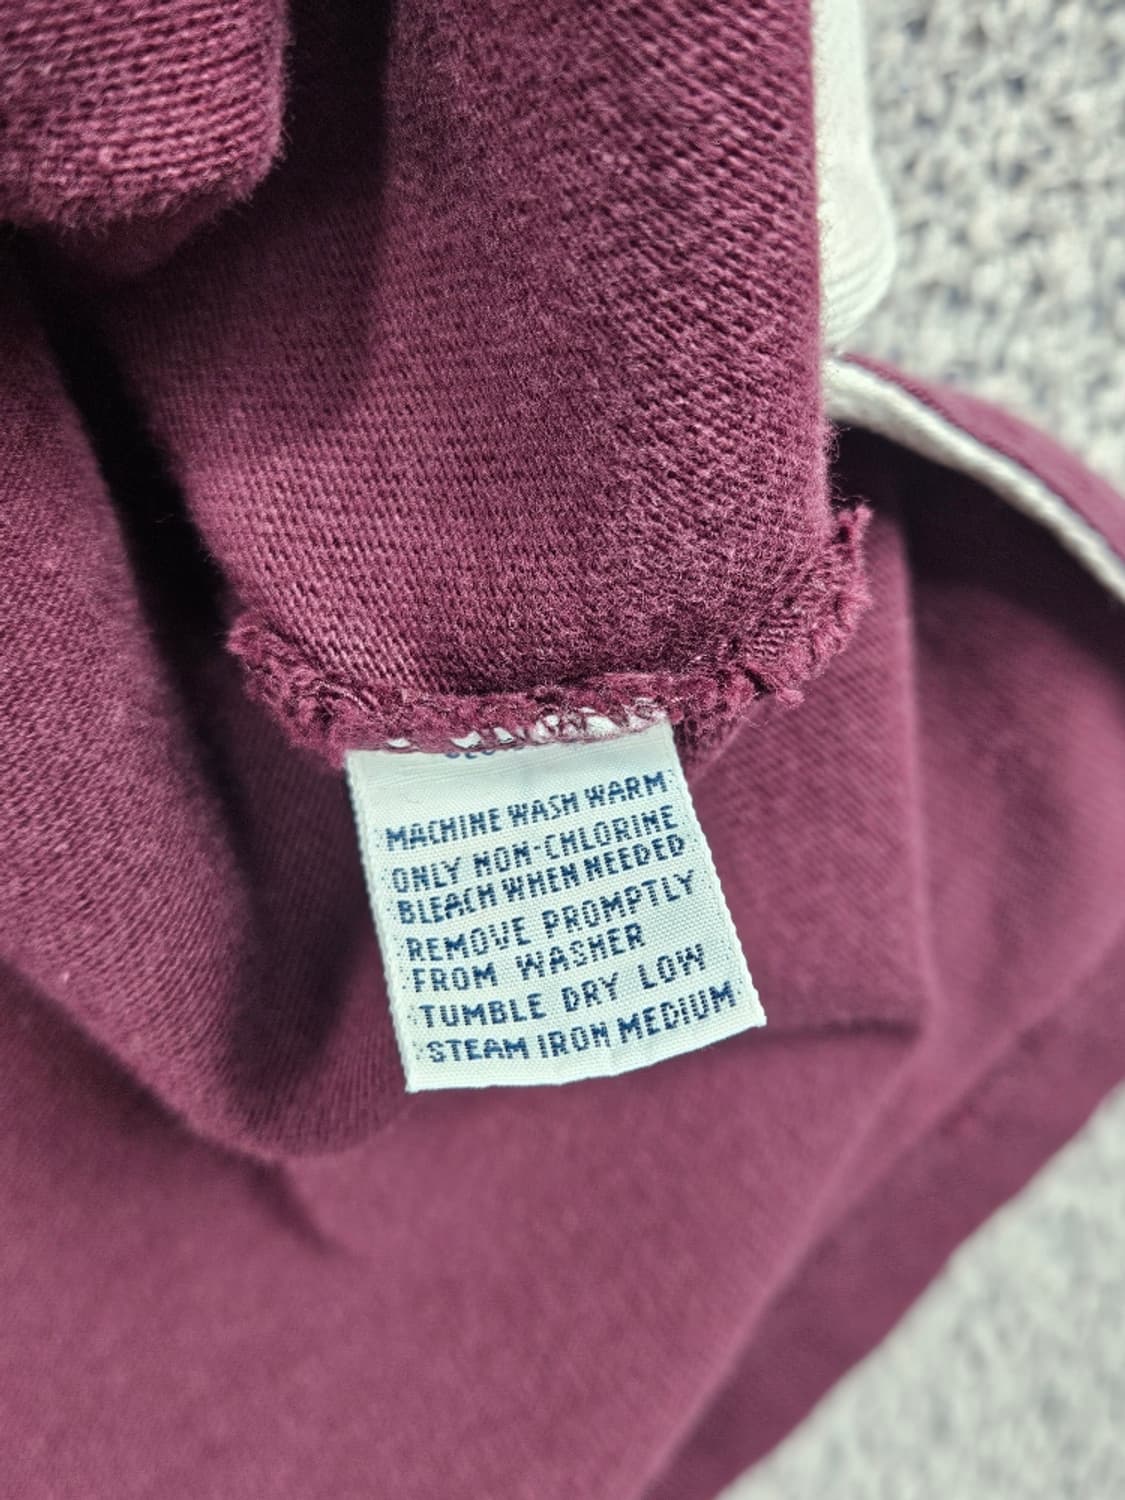 MACHINE WASH WARM
ONLY NON-CHLORINE
BLEACH WHEN NEEDED
REMOVE PROMPTLY
FROM WASHER
TUMBLE DRY LOW
STEAM IRON MEDIUM